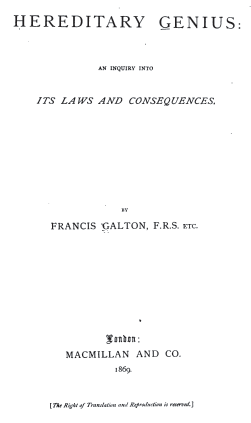 HEREDITARY GENIUS:
AN INQUIRY INTO
ITS LAWS AND CONSEQUENCES.
BY
FRANCIS GALTON, F.R.S. ETC.
London:
MACMILLAN AND CO.
1869.
[The Right of Translation and Reproduction is reserved.]